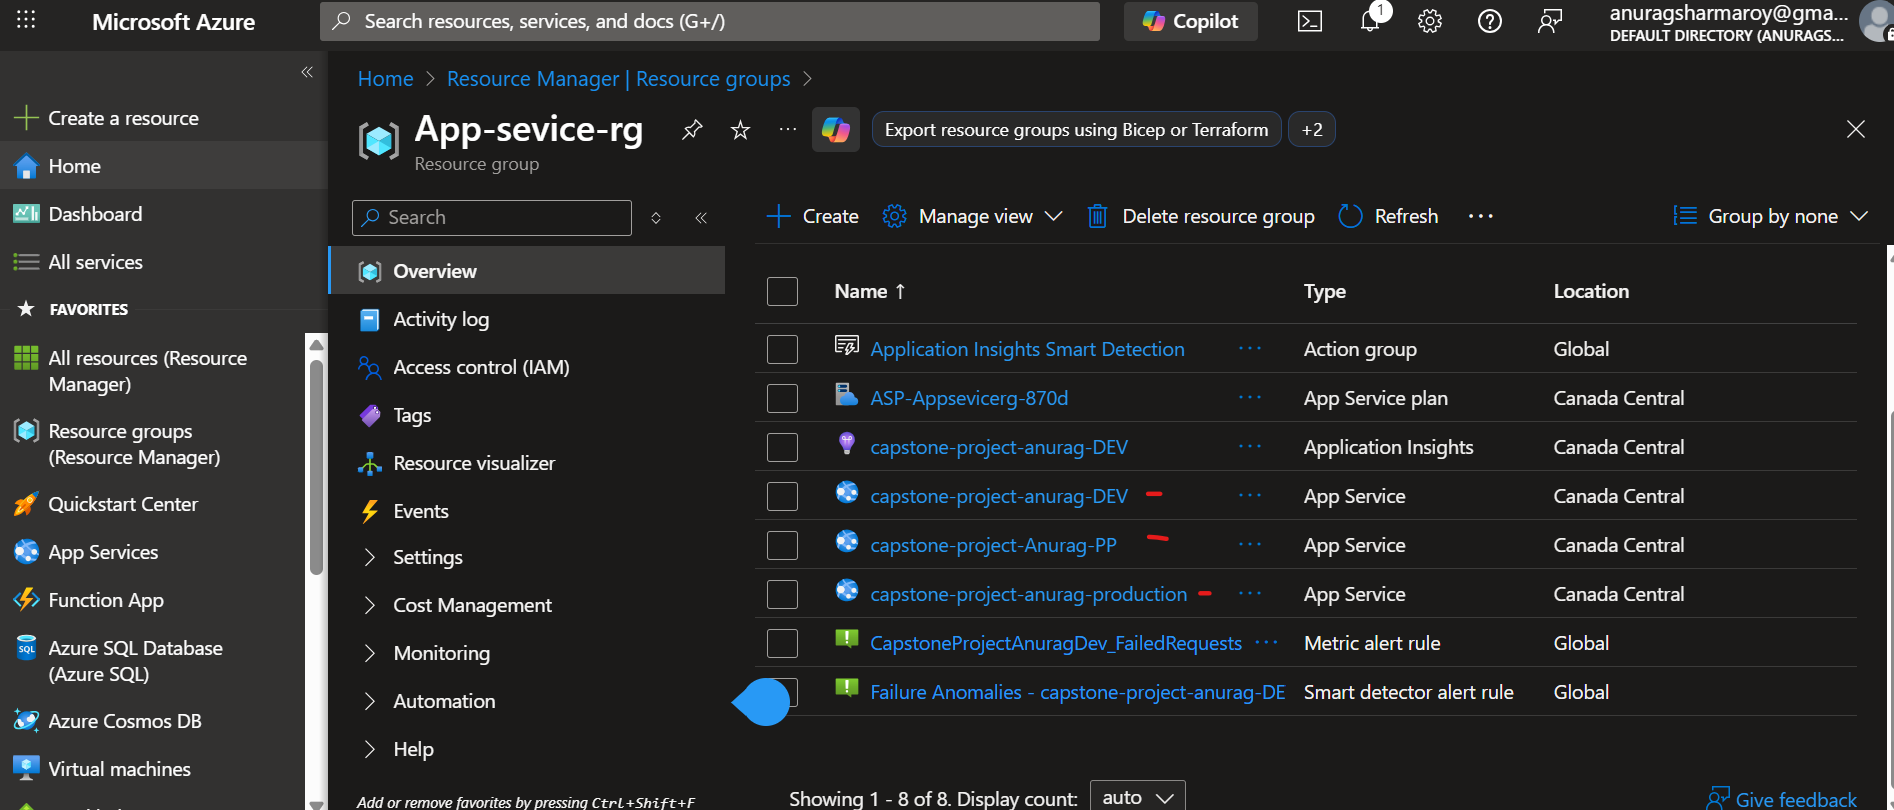 Microsoft Azure
Search resources, services, and docs (G+/)
Copilot
1
anuragsharmaroy@gma...
DEFAULT DIRECTORY (ANURAGS...
Create a resource
Home
Dashboard
All services
FAVORITES
All resources (Resource
Manager)
Resource groups
(Resource Manager)
Quickstart Center
App Services
Function App
SQL
Azure SQL Database
(Azure SQL)
Azure Cosmos DB
Virtual machines
Home > Resource Manager | Resource groups >
App-sevice-rg
Resource group
Export resource groups using Bicep or Terraform
+2
Search
Overview
Activity log
Access control (IAM)
Tags
Resource visualizer
Events
Settings
Cost Management
Monitoring
Automation
Help
Add or remove favorites by pressing Ctrl+Shift+F
Create
Manage view
Delete resource group
Refresh
Group by none
Name ↑ Type Location
Application Insights Smart Detection ... Action group Global
ASP-Appsevicerg-870d ... App Service plan Canada Central
capstone-project-anurag-DEV ... Application Insights Canada Central
capstone-project-anurag-DEV ... App Service Canada Central
capstone-project-Anurag-PP ... App Service Canada Central
capstone-project-anurag-production ... App Service Canada Central
CapstoneProjectAnuragDev_FailedRequests ... Metric alert rule Global
Failure Anomalies - capstone-project-anurag-DE Smart detector alert rule Global
Showing 1 - 8 of 8. Display count: auto
Give feedback